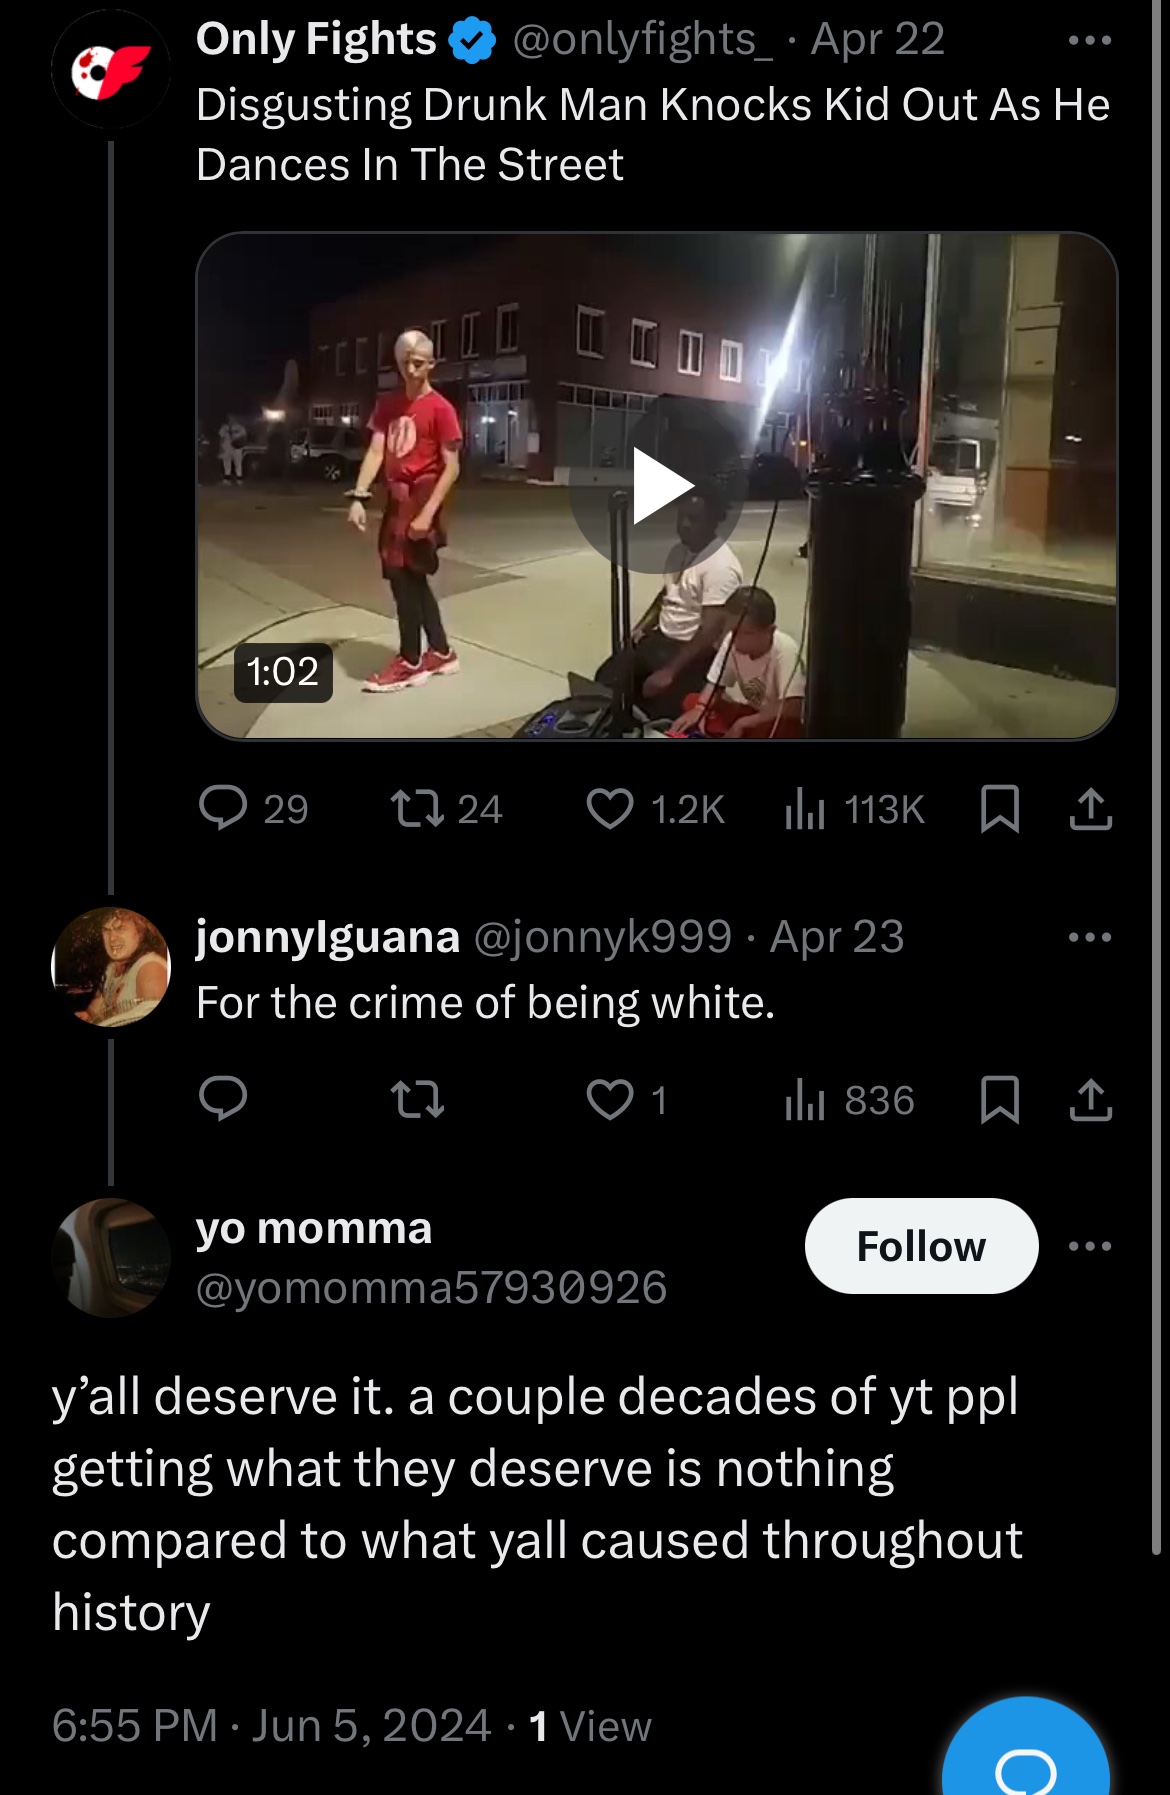 Only Fights @onlyfights_ · Apr 22
Disgusting Drunk Man Knocks Kid Out As He
Dances In The Street
1:02
29 24 1.2K 113K
jonnyIguana @jonnyk999 · Apr 23
For the crime of being white.
1 836
yo momma
@yomomma57930926
Follow
y'all deserve it. a couple decades of yt ppl
getting what they deserve is nothing
compared to what yall caused throughout
history
6:55 PM · Jun 5, 2024 · 1 View